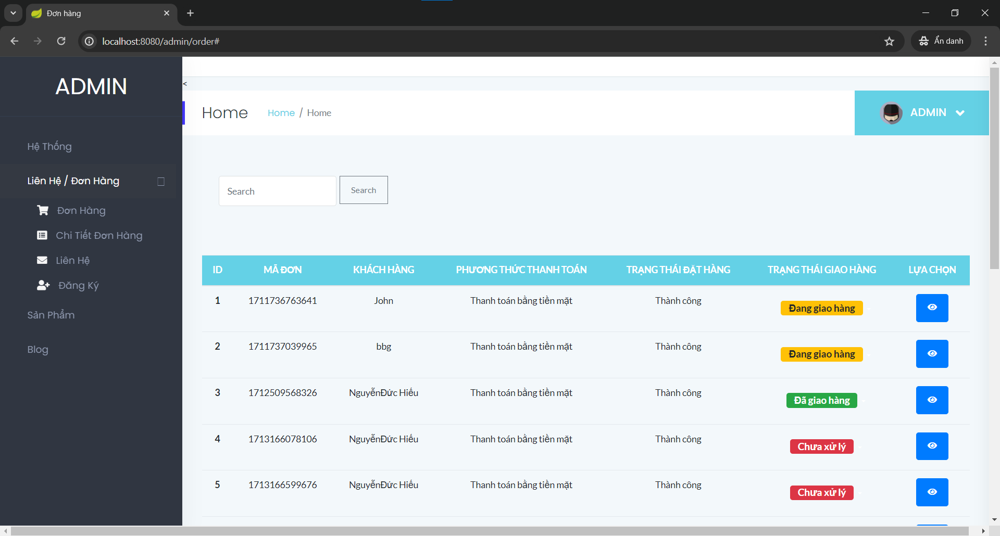 Đơn hàng
localhost:8080/admin/order#
Ẩn danh
ADMIN
Hệ Thống
Liên Hệ / Đơn Hàng
Đơn Hàng
Chi Tiết Đơn Hàng
Liên Hệ
Đăng Ký
Sản Phẩm
Blog
<
Home Home / Home
ADMIN
Search Search
ID MÃ ĐƠN KHÁCH HÀNG PHƯƠNG THỨC THANH TOÁN TRẠNG THÁI ĐẶT HÀNG TRẠNG THÁI GIAO HÀNG LỰA CHỌN
1 1711736763641 John Thanh toán bằng tiền mặt Thành công Đang giao hàng
2 1711737039965 bbg Thanh toán bằng tiền mặt Thành công Đang giao hàng
3 1712509568326 NguyễnĐức Hiếu Thanh toán bằng tiền mặt Thành công Đã giao hàng
4 1713166078106 NguyễnĐức Hiếu Thanh toán bằng tiền mặt Thành công Chưa xử lý
5 1713166599676 NguyễnĐức Hiếu Thanh toán bằng tiền mặt Thành công Chưa xử lý